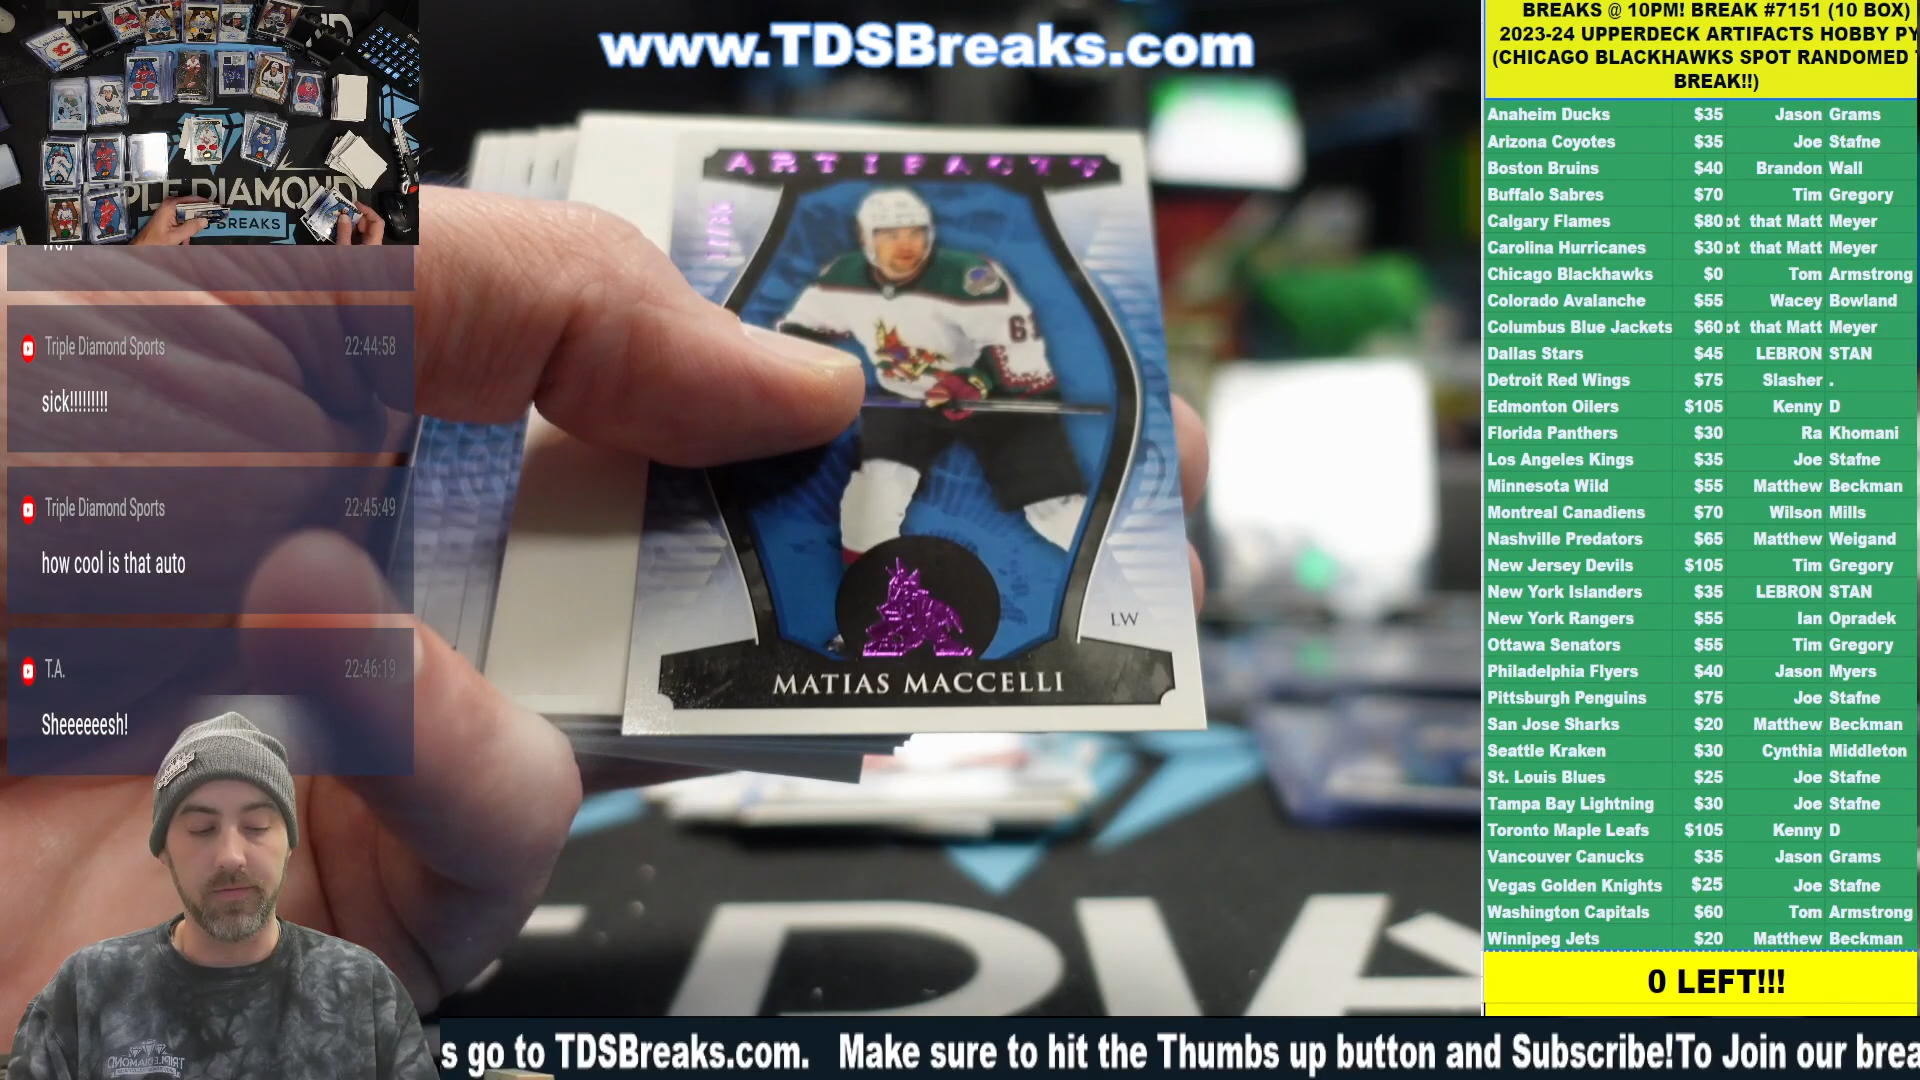 www.TDSBreaks.com
BREAKS @ 10PM! BREAK #7151 (10 BOX)
2023-24 UPPERDECK ARTIFACTS HOBBY PY
(CHICAGO BLACKHAWKS SPOT RANDOMED
BREAK!!)
Anaheim Ducks $35 Jason Grams
Arizona Coyotes $35 Joe Stafne
Boston Bruins $40 Brandon Wall
Buffalo Sabres $70 Tim Gregory
Calgary Flames $80 ot that Matt Meyer
Carolina Hurricanes $30 ot that Matt Meyer
Chicago Blackhawks $0 Tom Armstrong
Colorado Avalanche $55 Wacey Bowland
Columbus Blue Jackets $60 ot that Matt Meyer
Dallas Stars $45 LEBRON STAN
Detroit Red Wings $75 Slasher .
Edmonton Oilers $105 Kenny D
Florida Panthers $30 Ra Khomani
Los Angeles Kings $35 Joe Stafne
Minnesota Wild $55 Matthew Beckman
Montreal Canadiens $70 Wilson Mills
Nashville Predators $65 Matthew Weigand
New Jersey Devils $105 Tim Gregory
New York Islanders $35 LEBRON STAN
New York Rangers $55 Ian Opradek
Ottawa Senators $55 Tim Gregory
Philadelphia Flyers $40 Jason Myers
Pittsburgh Penguins $75 Joe Stafne
San Jose Sharks $20 Matthew Beckman
Seattle Kraken $30 Cynthia Middleton
St. Louis Blues $25 Joe Stafne
Tampa Bay Lightning $30 Joe Stafne
Toronto Maple Leafs $105 Kenny D
Vancouver Canucks $35 Jason Grams
Vegas Golden Knights $25 Joe Stafne
Washington Capitals $60 Tom Armstrong
Winnipeg Jets $20 Matthew Beckman
0 LEFT!!!
TRIPLE DIAMOND
BREAKS
Triple Diamond Sports 22:44:58
sick!!!!!!!!!
Triple Diamond Sports 22:45:49
how cool is that auto
T.A. 22:46:19
Sheeeeeesh!
ARTIFACTS
61
LW
MATIAS MACCELLI
s go to TDSBreaks.com. Make sure to hit the Thumbs up button and Subscribe!To Join our brea